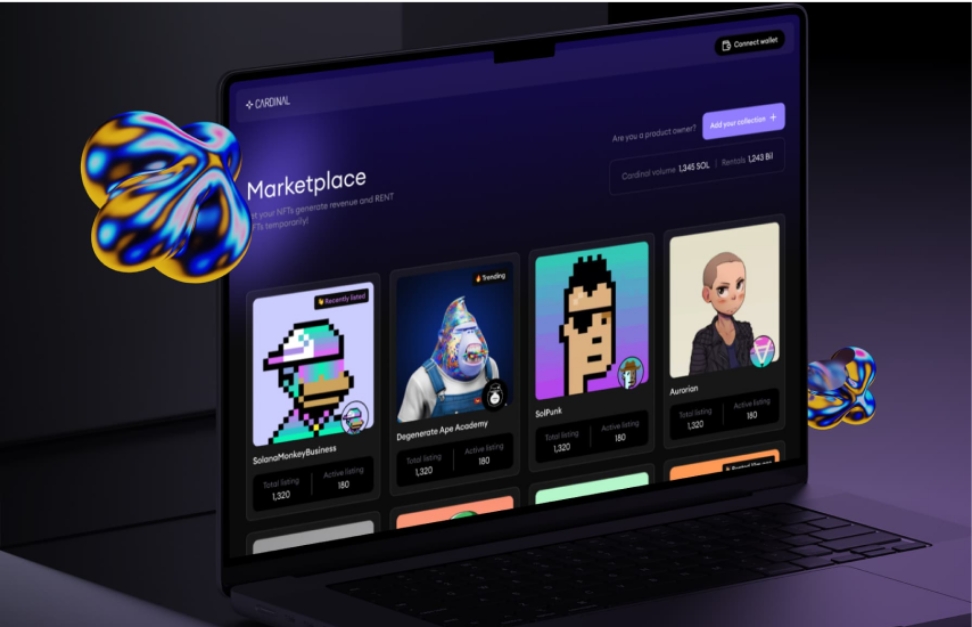 Connect wallet
CARDINAL
Are you a product owner?
Add your collection +
Cardinal volume 1,345 SOL | Rentals 1,243 Bil
Marketplace
your NFTs generate revenue and RENT
temporarily!
Recently listed
SolanaMonkeyBusiness
Total listing
1,320
Active listing
180
Trending
Degenerate Ape Academy
Total listing
1,320
Active listing
180
SolPunk
Total listing
1,320
Active listing
180
Aurorian
Total listing
1,320
Active listing
180